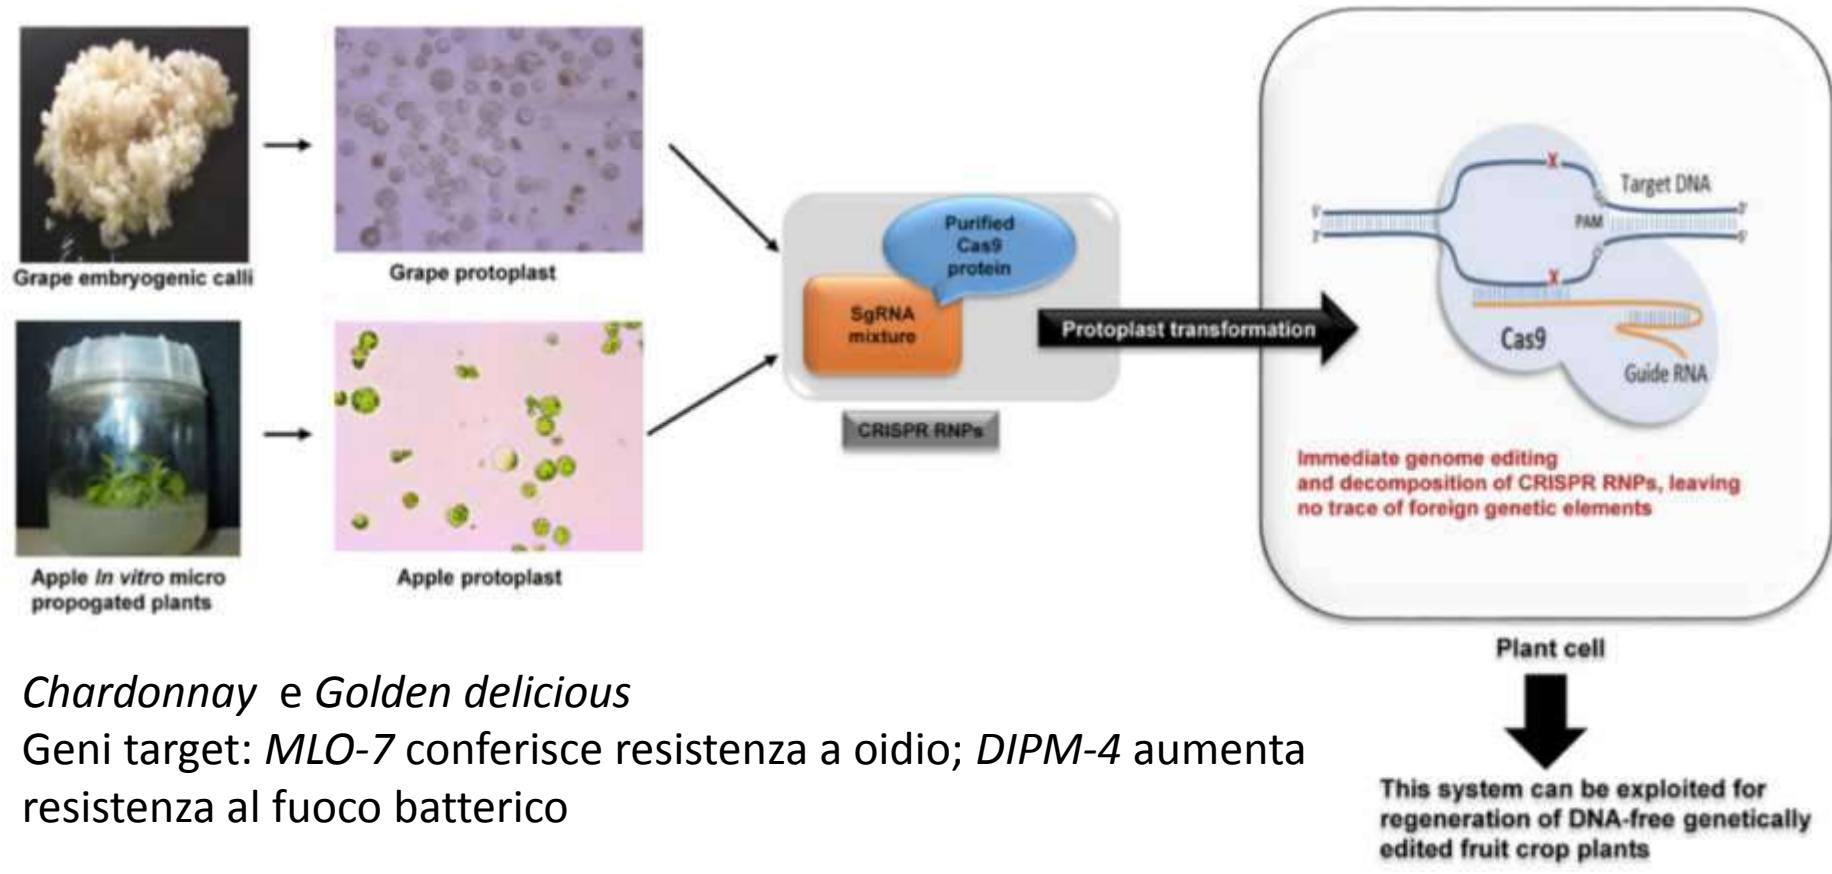 Grape embryogenic calli
Grape protoplast
Apple In vitro micro
propogated plants
Apple protoplast
Purified
Cas9
protein
SgRNA
mixture
CRISPR RNPs
Protoplast transformation
5'
3'
X
Target DNA
PAM
3'
5'
X
Cas9
Guide RNA
Immediate genome editing
and decomposition of CRISPR RNPs, leaving
no trace of foreign genetic elements
Plant cell
This system can be exploited for
regeneration of DNA-free genetically
edited fruit crop plants
Chardonnay e Golden delicious
Geni target: MLO-7 conferisce resistenza a oidio; DIPM-4 aumenta
resistenza al fuoco batterico